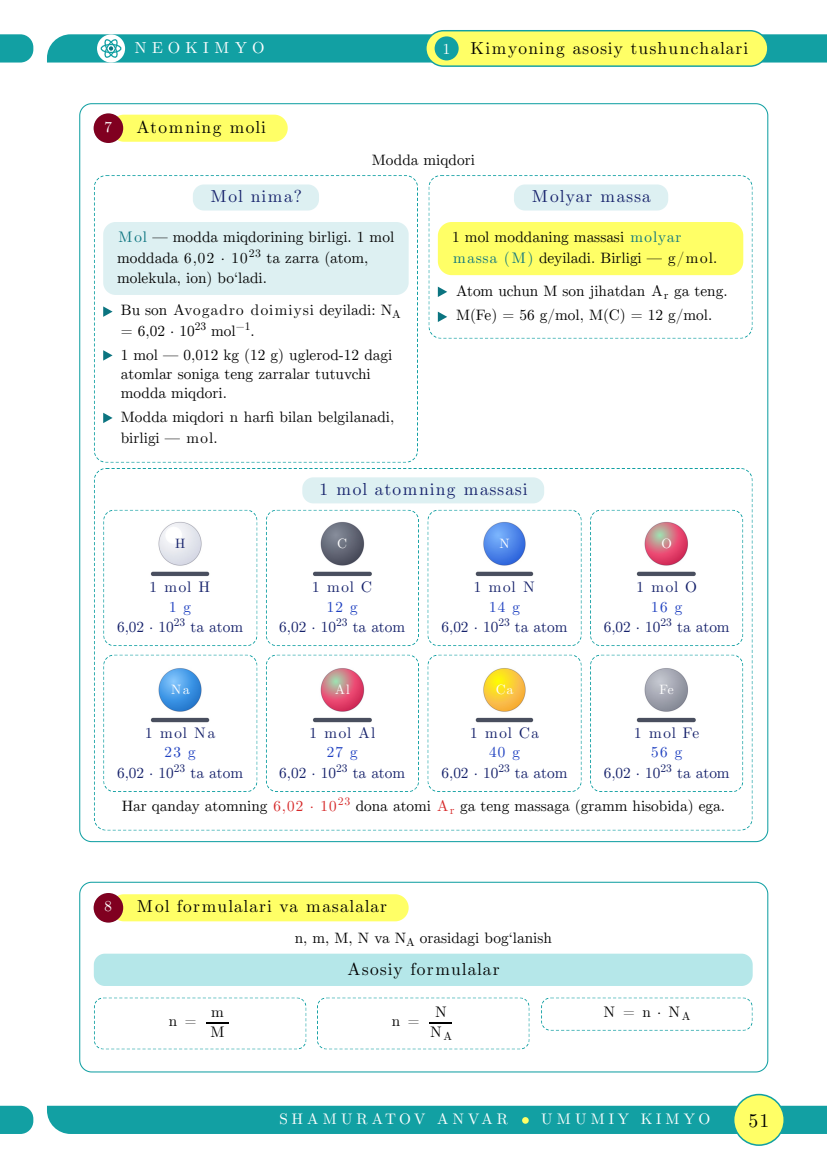 NEOKIMYO
1 Kimyoning asosiy tushunchalari
7 Atomning moli
Modda miqdori
Mol nima?
Mol — modda miqdorining birligi. 1 mol
moddada 6,02 · 10²³ ta zarra (atom,
molekula, ion) bo‘ladi.
▶ Bu son Avogadro doimiysi deyiladi: N_A
= 6,02 · 10²³ mol⁻¹.
▶ 1 mol — 0,012 kg (12 g) uglerod-12 dagi
atomlar soniga teng zarralar tutuvchi
modda miqdori.
▶ Modda miqdori n harfi bilan belgilanadi,
birligi — mol.
Molyar massa
1 mol moddaning massasi molyar
massa (M) deyiladi. Birligi — g/mol.
▶ Atom uchun M son jihatdan A_r ga teng.
▶ M(Fe) = 56 g/mol, M(C) = 12 g/mol.
1 mol atomning massasi
H
1 mol H
1 g
6,02 · 10²³ ta atom
C
1 mol C
12 g
6,02 · 10²³ ta atom
N
1 mol N
14 g
6,02 · 10²³ ta atom
O
1 mol O
16 g
6,02 · 10²³ ta atom
Na
1 mol Na
23 g
6,02 · 10²³ ta atom
Al
1 mol Al
27 g
6,02 · 10²³ ta atom
Ca
1 mol Ca
40 g
6,02 · 10²³ ta atom
Fe
1 mol Fe
56 g
6,02 · 10²³ ta atom
Har qanday atomning 6,02 · 10²³ dona atomi A_r ga teng massaga (gramm hisobida) ega.
8 Mol formulalari va masalalar
n, m, M, N va N_A orasidagi bog‘lanish
Asosiy formulalar
n = m/M
n = N/N_A
N = n · N_A
SHAMURATOV ANVAR • UMUMIY KIMYO
51